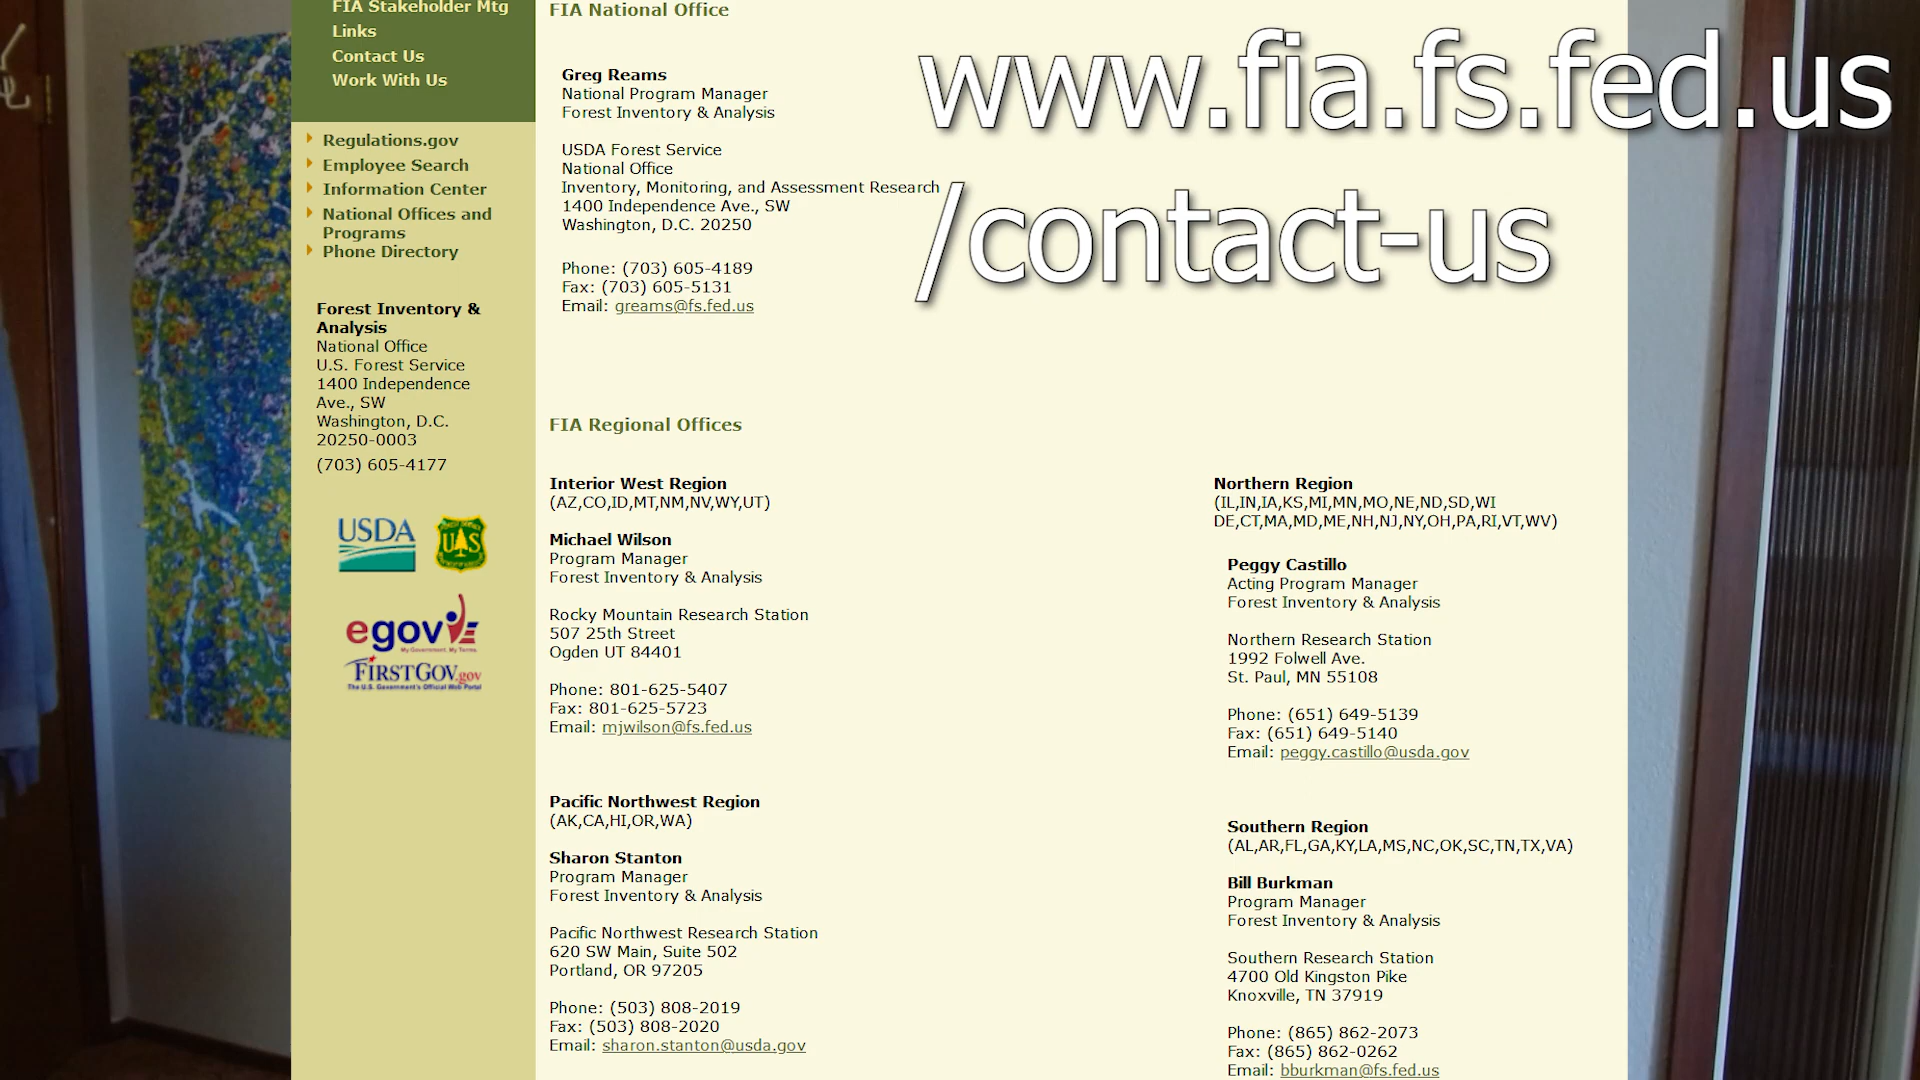 FIA Stakeholder Mtg
Links
Contact Us
Work With Us
Regulations.gov
Employee Search
Information Center
National Offices and
Programs
Phone Directory
Forest Inventory &
Analysis
National Office
U.S. Forest Service
1400 Independence
Ave., SW
Washington, D.C.
20250-0003
(703) 605-4177
USDA
UAS
egov
My Government. My Terms.
FIRSTGOV.gov
The U.S. Government's Official Web Portal
FIA National Office
Greg Reams
National Program Manager
Forest Inventory & Analysis
USDA Forest Service
National Office
Inventory, Monitoring, and Assessment Research
1400 Independence Ave., SW
Washington, D.C. 20250
Phone: (703) 605-4189
Fax: (703) 605-5131
Email: greams@fs.fed.us
www.fia.fs.fed.us
/contact-us
FIA Regional Offices
Interior West Region
(AZ,CO,ID,MT,NM,NV,WY,UT)
Michael Wilson
Program Manager
Forest Inventory & Analysis
Rocky Mountain Research Station
507 25th Street
Ogden UT 84401
Phone: 801-625-5407
Fax: 801-625-5723
Email: mjwilson@fs.fed.us
Pacific Northwest Region
(AK,CA,HI,OR,WA)
Sharon Stanton
Program Manager
Forest Inventory & Analysis
Pacific Northwest Research Station
620 SW Main, Suite 502
Portland, OR 97205
Phone: (503) 808-2019
Fax: (503) 808-2020
Email: sharon.stanton@usda.gov
Northern Region
(IL,IN,IA,KS,MI,MN,MO,NE,ND,SD,WI
DE,CT,MA,MD,ME,NH,NJ,NY,OH,PA,RI,VT,WV)
Peggy Castillo
Acting Program Manager
Forest Inventory & Analysis
Northern Research Station
1992 Folwell Ave.
St. Paul, MN 55108
Phone: (651) 649-5139
Fax: (651) 649-5140
Email: peggy.castillo@usda.gov
Southern Region
(AL,AR,FL,GA,KY,LA,MS,NC,OK,SC,TN,TX,VA)
Bill Burkman
Program Manager
Forest Inventory & Analysis
Southern Research Station
4700 Old Kingston Pike
Knoxville, TN 37919
Phone: (865) 862-2073
Fax: (865) 862-0262
Email: bburkman@fs.fed.us